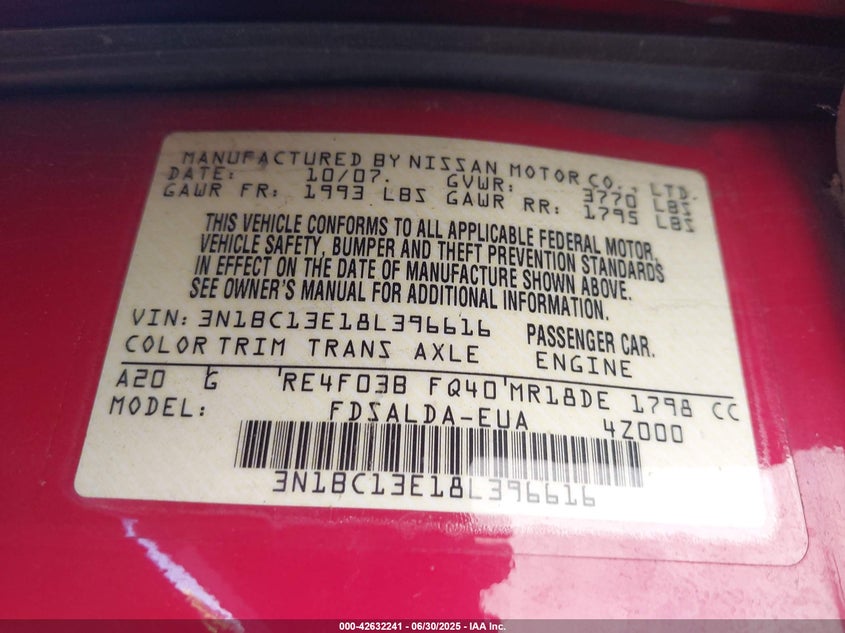 MANUFACTURED BY NISSAN MOTOR CO., LTD.
DATE: 10/07. GVWR: 3770 LBS
GAWR FR: 1993 LBS GAWR RR: 1795 LBS
THIS VEHICLE CONFORMS TO ALL APPLICABLE FEDERAL MOTOR
VEHICLE SAFETY, BUMPER AND THEFT PREVENTION STANDARDS
IN EFFECT ON THE DATE OF MANUFACTURE SHOWN ABOVE.
SEE OWNER'S MANUAL FOR ADDITIONAL INFORMATION.
VIN: 3N1BC13E18L396616 PASSENGER CAR.
COLOR TRIM TRANS AXLE ENGINE
A20 G RE4F03B FQ40 MR18DE 1798 CC
MODEL: FDSALDA-EUA 4Z000
3N1BC13E18L396616
000-42632241 | 06/30/2025 - IAA Inc.